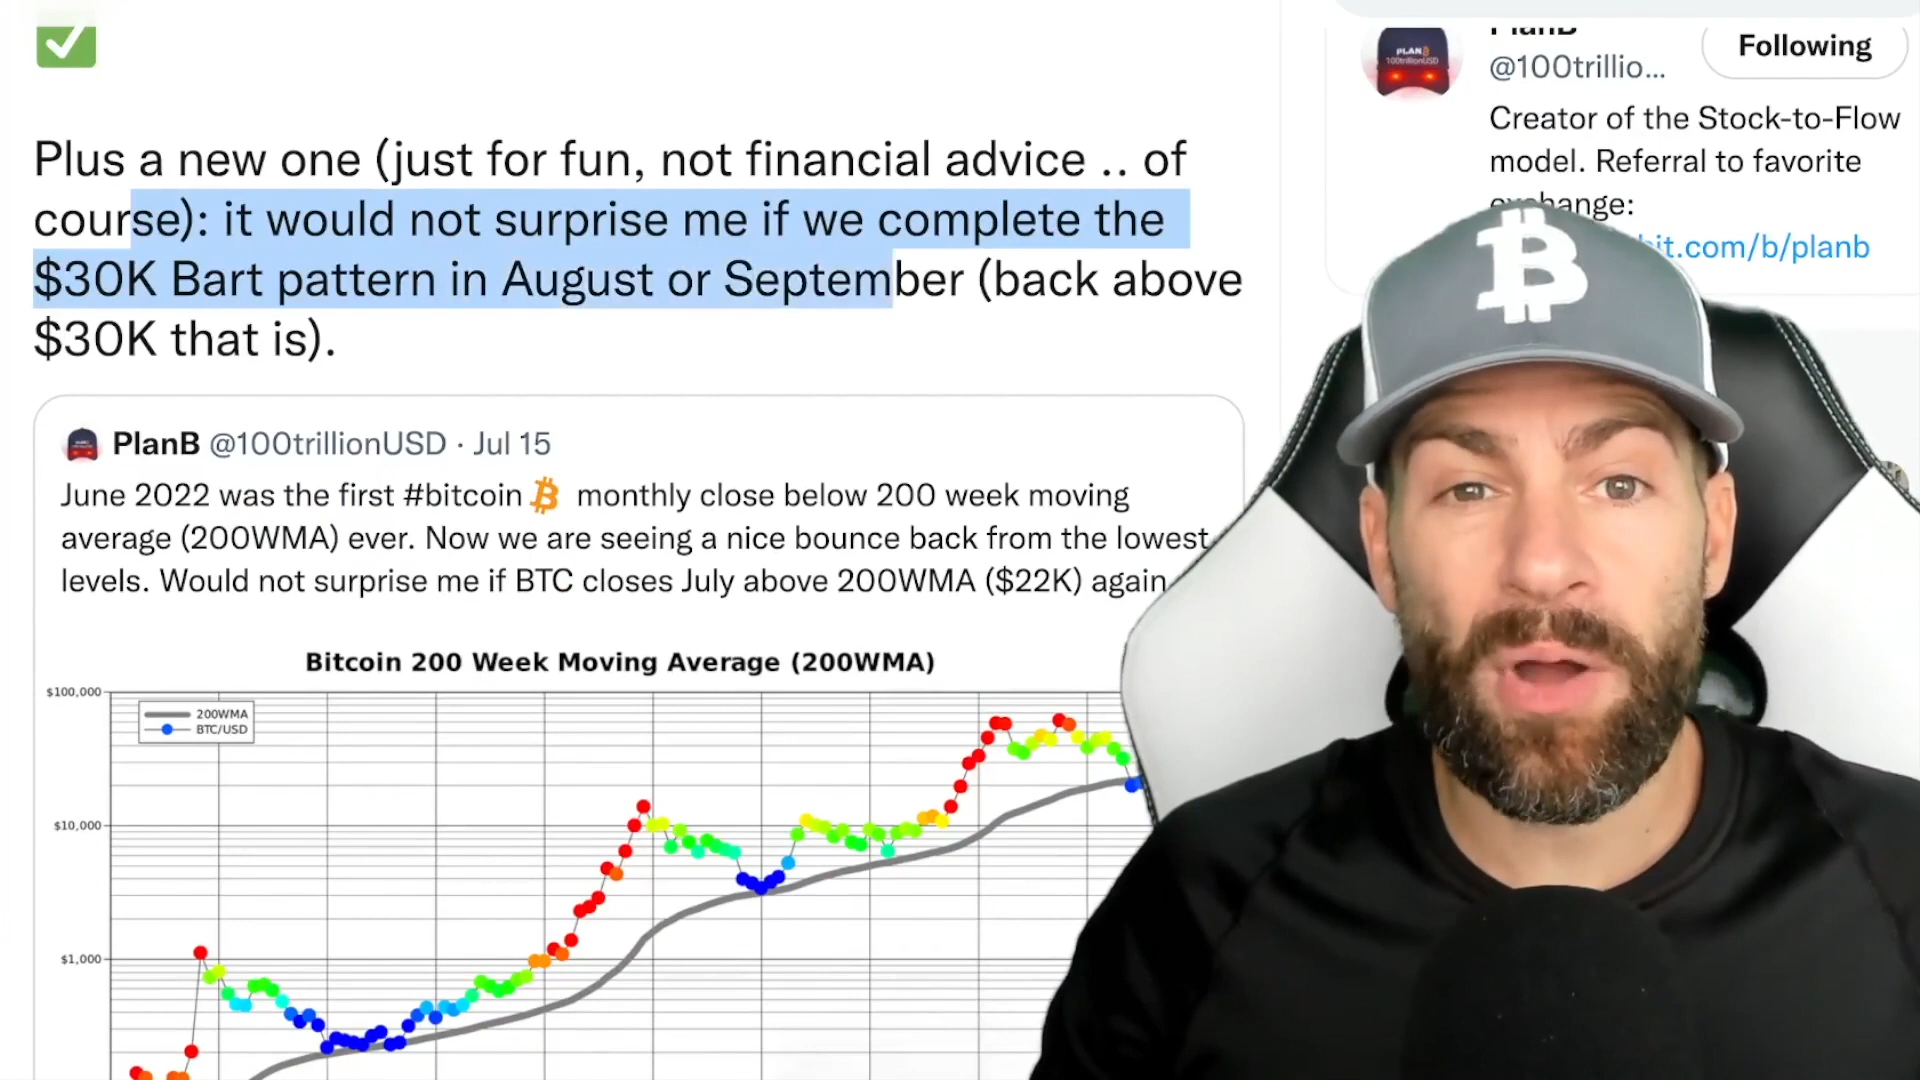 Plus a new one (just for fun, not financial advice .. of
course): it would not surprise me if we complete the
$30K Bart pattern in August or September (back above
$30K that is).
PlanB @100trillionUSD · Jul 15
June 2022 was the first #bitcoin monthly close below 200 week moving
average (200WMA) ever. Now we are seeing a nice bounce back from the lowest
levels. Would not surprise me if BTC closes July above 200WMA ($22K) again
Bitcoin 200 Week Moving Average (200WMA)
$100,000
200WMA
BTC/USD
$10,000
$1,000
PlanB
@100trillio...
Following
PLAN₿
100trillionUSD
Creator of the Stock-to-Flow
model. Referral to favorite
exchange:
bit.com/b/planb